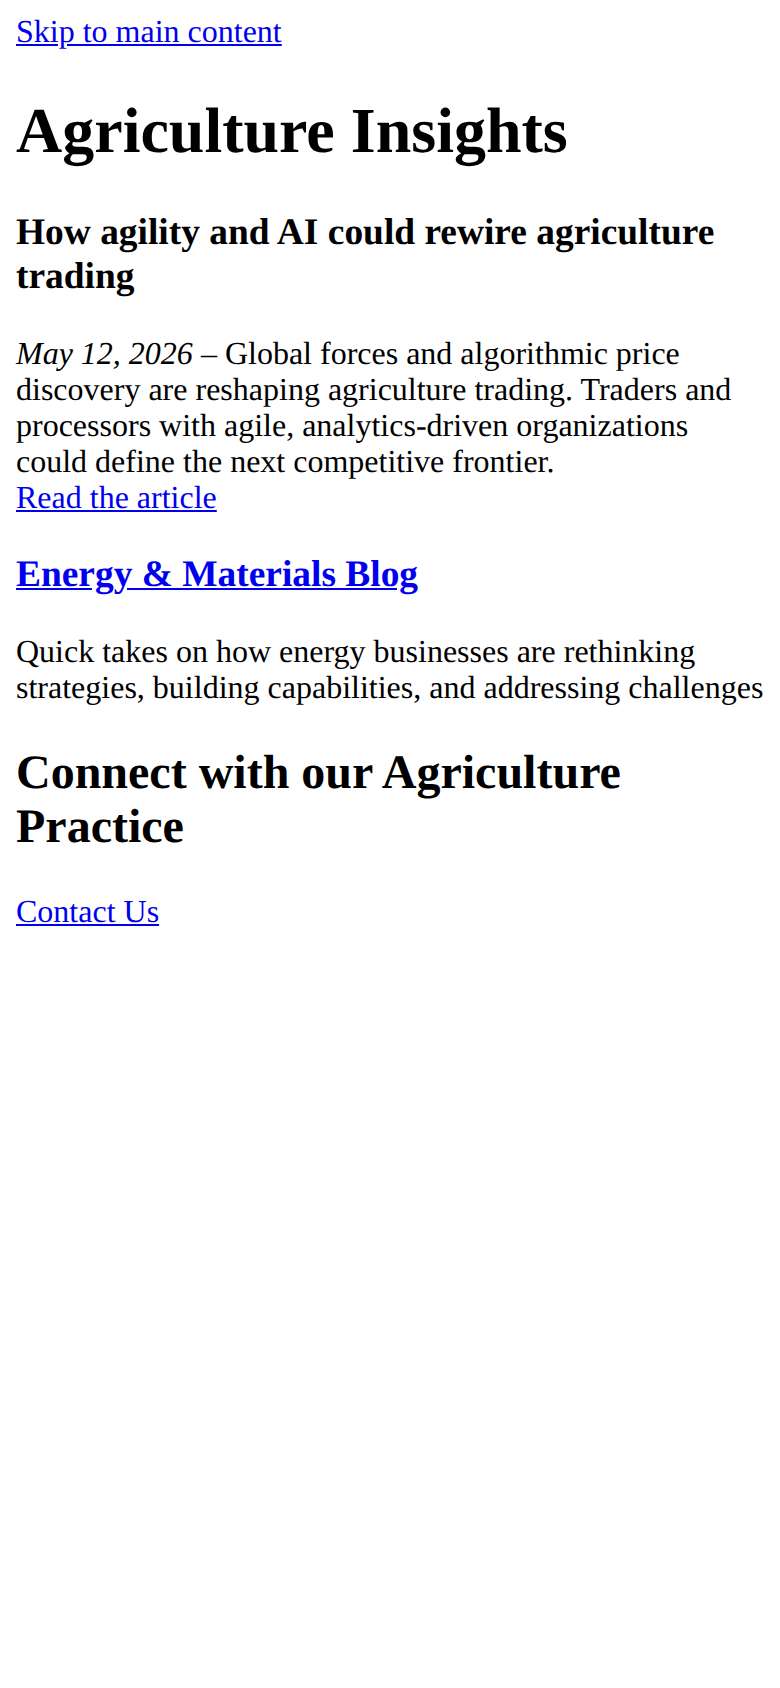 Skip to main content
Agriculture Insights
How agility and AI could rewire agriculture
trading
May 12, 2026 – Global forces and algorithmic price
discovery are reshaping agriculture trading. Traders and
processors with agile, analytics-driven organizations
could define the next competitive frontier.
Read the article
Energy & Materials Blog
Quick takes on how energy businesses are rethinking
strategies, building capabilities, and addressing challenges
Connect with our Agriculture
Practice
Contact Us